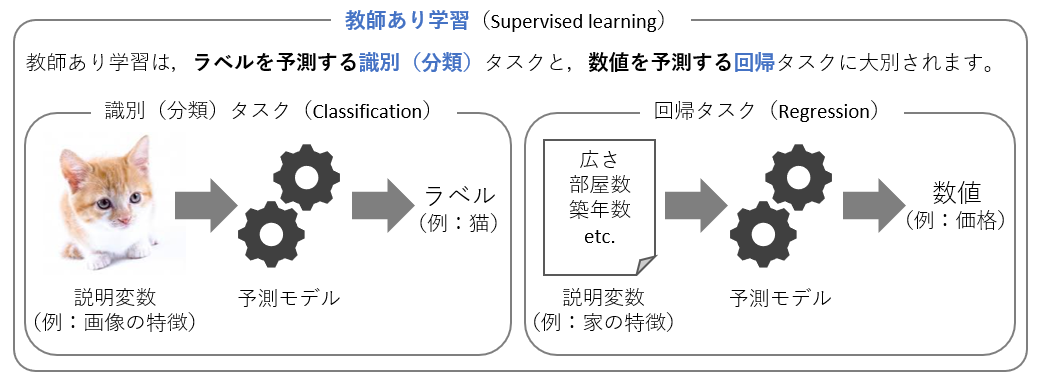 教師あり学習（Supervised learning）
教師あり学習は，ラベルを予測する識別（分類）タスクと，数値を予測する回帰タスクに大別されます。
識別（分類）タスク（Classification）
ラベル
（例：猫）
説明変数
（例：画像の特徴）
予測モデル
回帰タスク（Regression）
広さ
部屋数
築年数
etc.
数値
（例：価格）
説明変数
（例：家の特徴）
予測モデル